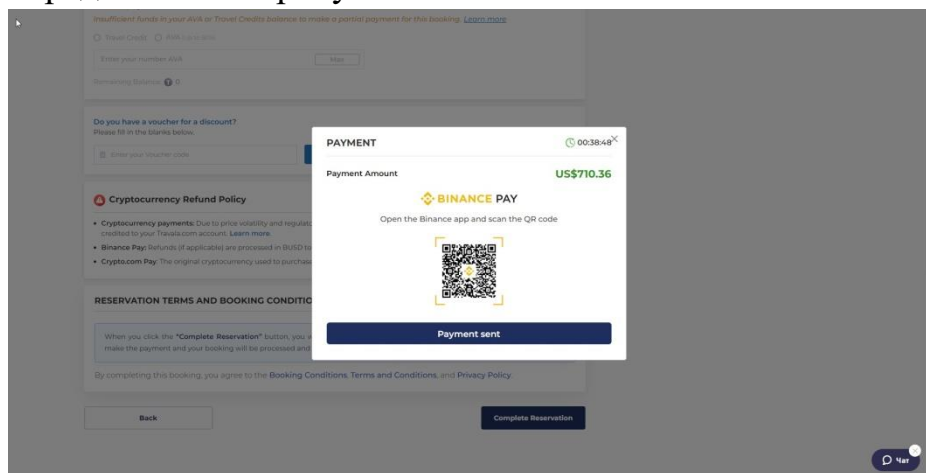 Insufficient funds in your AVA or Travel Credits balance to make a partial payment for this booking. Learn more
Travel Credit
Enter your number AVA
Max
Remaining Balance: 0
Do you have a voucher for a discount?
Please fill in the blanks below.
Enter your voucher code
PAYMENT
00:38:48
Payment Amount
US$710.36
BINANCE PAY
Open the Binance app and scan the QR code
Payment sent
Cryptocurrency Refund Policy
Cryptocurrency payments: Due to price volatility and regulat
credited to your Travala.com account. Learn more.
Binance Pay: Refunds (if applicable) are processed in BUSD to
Crypto.com Pay: The original cryptocurrency used to purchas
RESERVATION TERMS AND BOOKING CONDITIO
When you click the "Complete Reservation" button, you
make the payment and your booking will be processed and
By completing this booking, you agree to the Booking Conditions, Terms and Conditions, and Privacy Policy.
Back
Complete Reservation
Чат